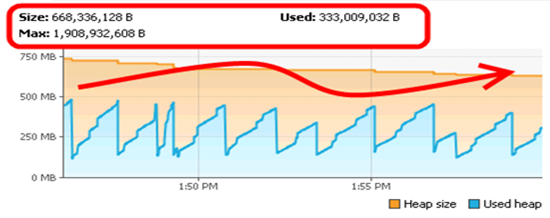 Size: 668,336,128 B Used: 333,009,032 B
Max: 1,908,932,608 B
750 MB
500 MB
250 MB
0 MB
1:50 PM 1:55 PM
Heap size Used heap